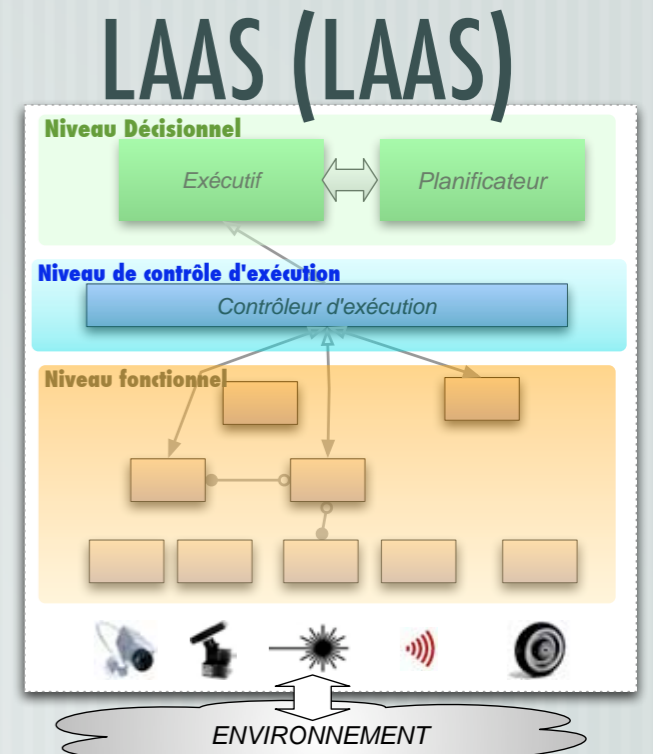 LAAS (LAAS)
Niveau Décisionnel
Exécutif
Planificateur
Niveau de contrôle d'exécution
Contrôleur d'exécution
Niveau fonctionnel
ENVIRONNEMENT